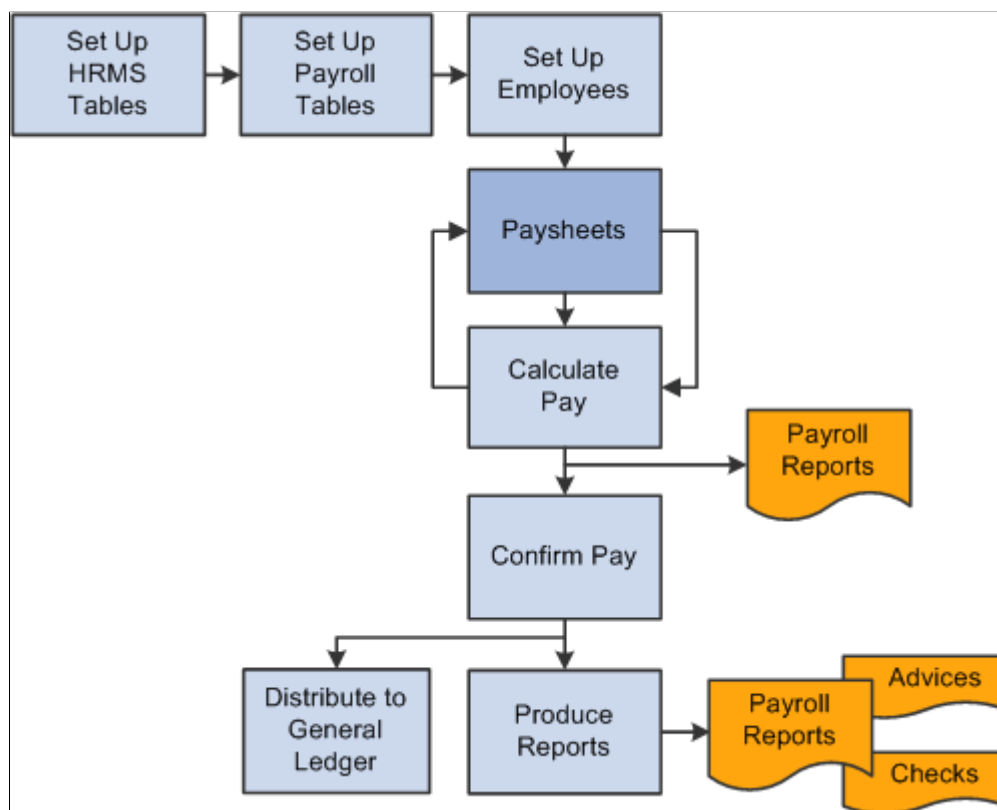 Set Up
HRMS
Tables
Set Up
Payroll
Tables
Set Up
Employees
Paysheets
Calculate
Pay
Payroll
Reports
Confirm Pay
Distribute to
General
Ledger
Produce
Reports
Payroll
Reports
Advices
Checks